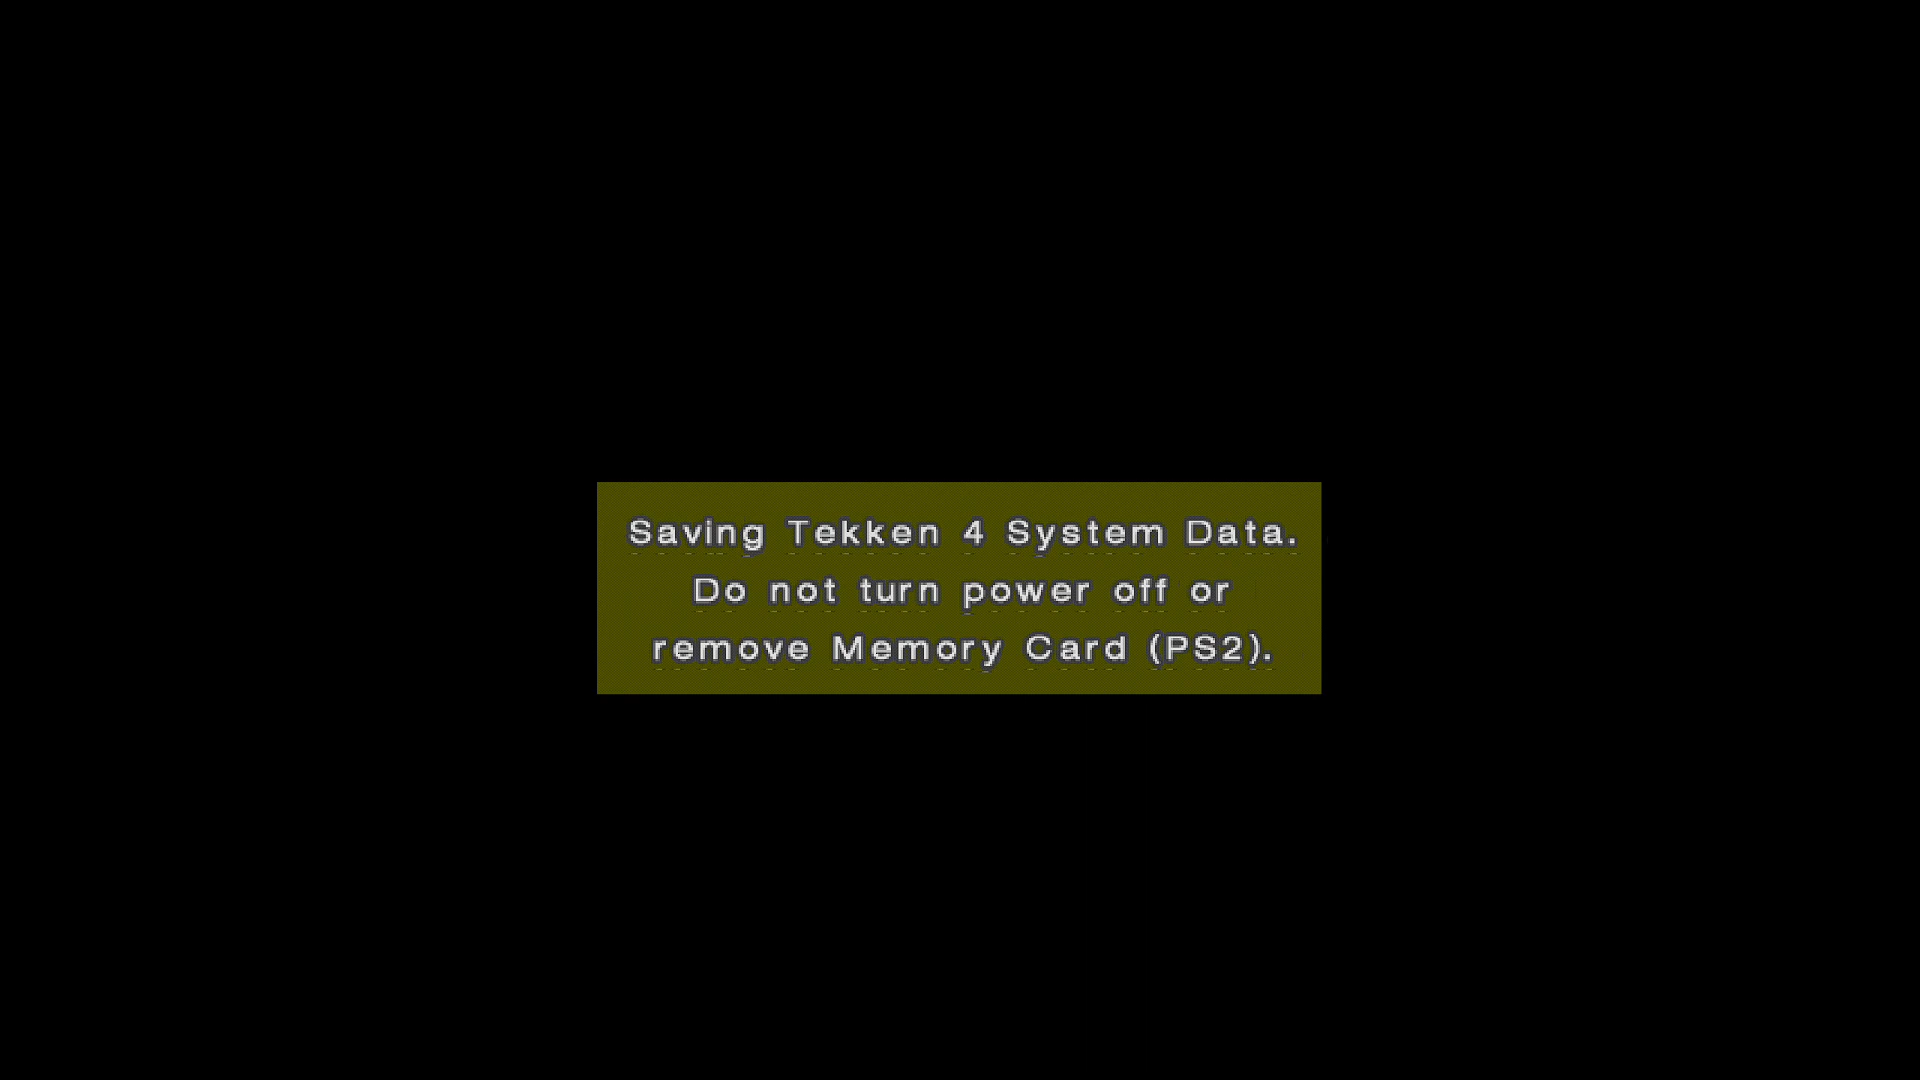 Saving Tekken 4 System Data.
Do not turn power off or
remove Memory Card (PS2).